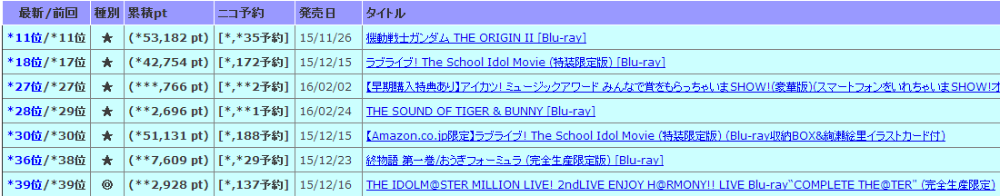 最新/前回 種別 累積pt ニコ予約 発売日 タイトル
*11位/*11位 ★ (*53,182 pt) [*,*35予約] 15/11/26 機動戦士ガンダム THE ORIGIN II [Blu-ray]
*18位/*17位 ★ (*42,754 pt) [*,172予約] 15/12/15 ラブライブ! The School Idol Movie (特装限定版) [Blu-ray]
*27位/*27位 ★ (***,766 pt) [*,**2予約] 16/02/02 【早期購入特典あり】アイカツ! ミュージックアワード みんなで賞をもらっちゃいまSHOW!(豪華版)(スマートフォンをいれちゃいまSHOW!オ
*28位/*29位 ★ (**2,696 pt) [*,**1予約] 16/02/24 THE SOUND OF TIGER & BUNNY [Blu-ray]
*30位/*30位 ★ (*51,131 pt) [*,188予約] 15/12/15 【Amazon.co.jp限定】ラブライブ! The School Idol Movie (特装限定版) (Blu-ray収納BOX&絢瀬絵里イラストカード付)
*36位/*38位 ★ (**7,609 pt) [*,*29予約] 15/12/23 終物語 第一巻/おうぎフォーミュラ (完全生産限定版) [Blu-ray]
*39位/*39位 ◎ (**2,928 pt) [*,137予約] 15/12/16 THE IDOLM@STER MILLION LIVE! 2ndLIVE ENJOY H@RMONY!! LIVE Blu-ray"COMPLETE THE@TER" (完全生産限定)